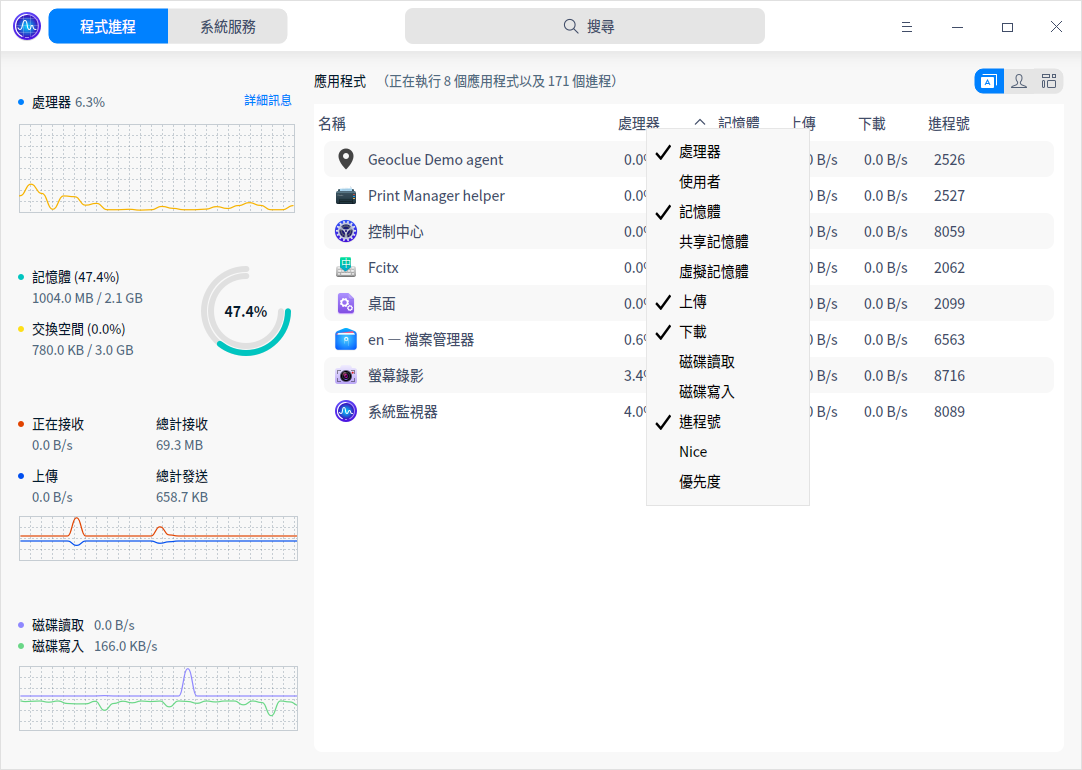 程式進程 系統服務 搜尋
應用程式 (正在執行 8 個應用程式以及 171 個進程)
處理器 6.3% 詳細訊息
記憶體 (47.4%)
1004.0 MB / 2.1 GB
交換空間 (0.0%)
780.0 KB / 3.0 GB
47.4%
正在接收 總計接收
0.0 B/s 69.3 MB
上傳 總計發送
0.0 B/s 658.7 KB
磁碟讀取 0.0 B/s
磁碟寫入 166.0 KB/s
名稱 處理器 記憶體 上傳 下載 進程號
Geoclue Demo agent 0.0% B/s 0.0 B/s 2526
Print Manager helper 0.0% B/s 0.0 B/s 2527
控制中心 0.0% B/s 0.0 B/s 8059
Fcitx 0.0% B/s 0.0 B/s 2062
桌面 0.0% B/s 0.0 B/s 2099
en — 檔案管理器 0.6% B/s 0.0 B/s 6563
螢幕錄影 3.4% B/s 0.0 B/s 8716
系統監視器 4.0% B/s 0.0 B/s 8089
處理器
使用者
記憶體
共享記憶體
虛擬記憶體
上傳
下載
磁碟讀取
磁碟寫入
進程號
Nice
優先度